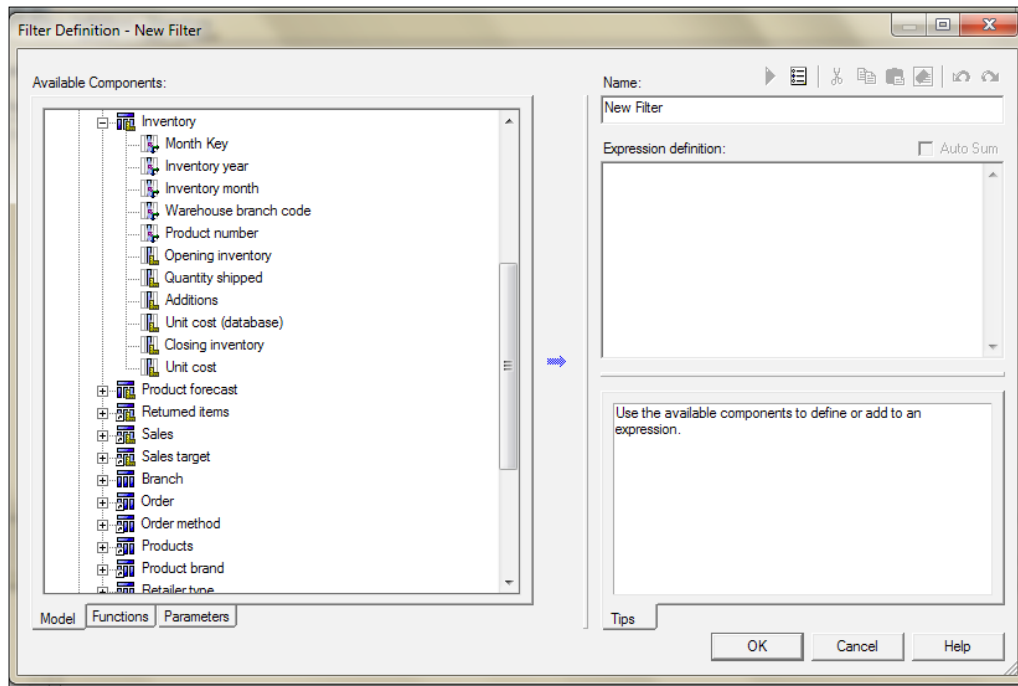 Filter Definition - New Filter
Available Components:
Inventory
Month Key
Inventory year
Inventory month
Warehouse branch code
Product number
Opening inventory
Quantity shipped
Additions
Unit cost (database)
Closing inventory
Unit cost
Product forecast
Returned items
Sales
Sales target
Branch
Order
Order method
Products
Product brand
Retailer type
Model
Functions
Parameters
Name:
New Filter
Expression definition:
Auto Sum
Use the available components to define or add to an
expression.
Tips
OK
Cancel
Help